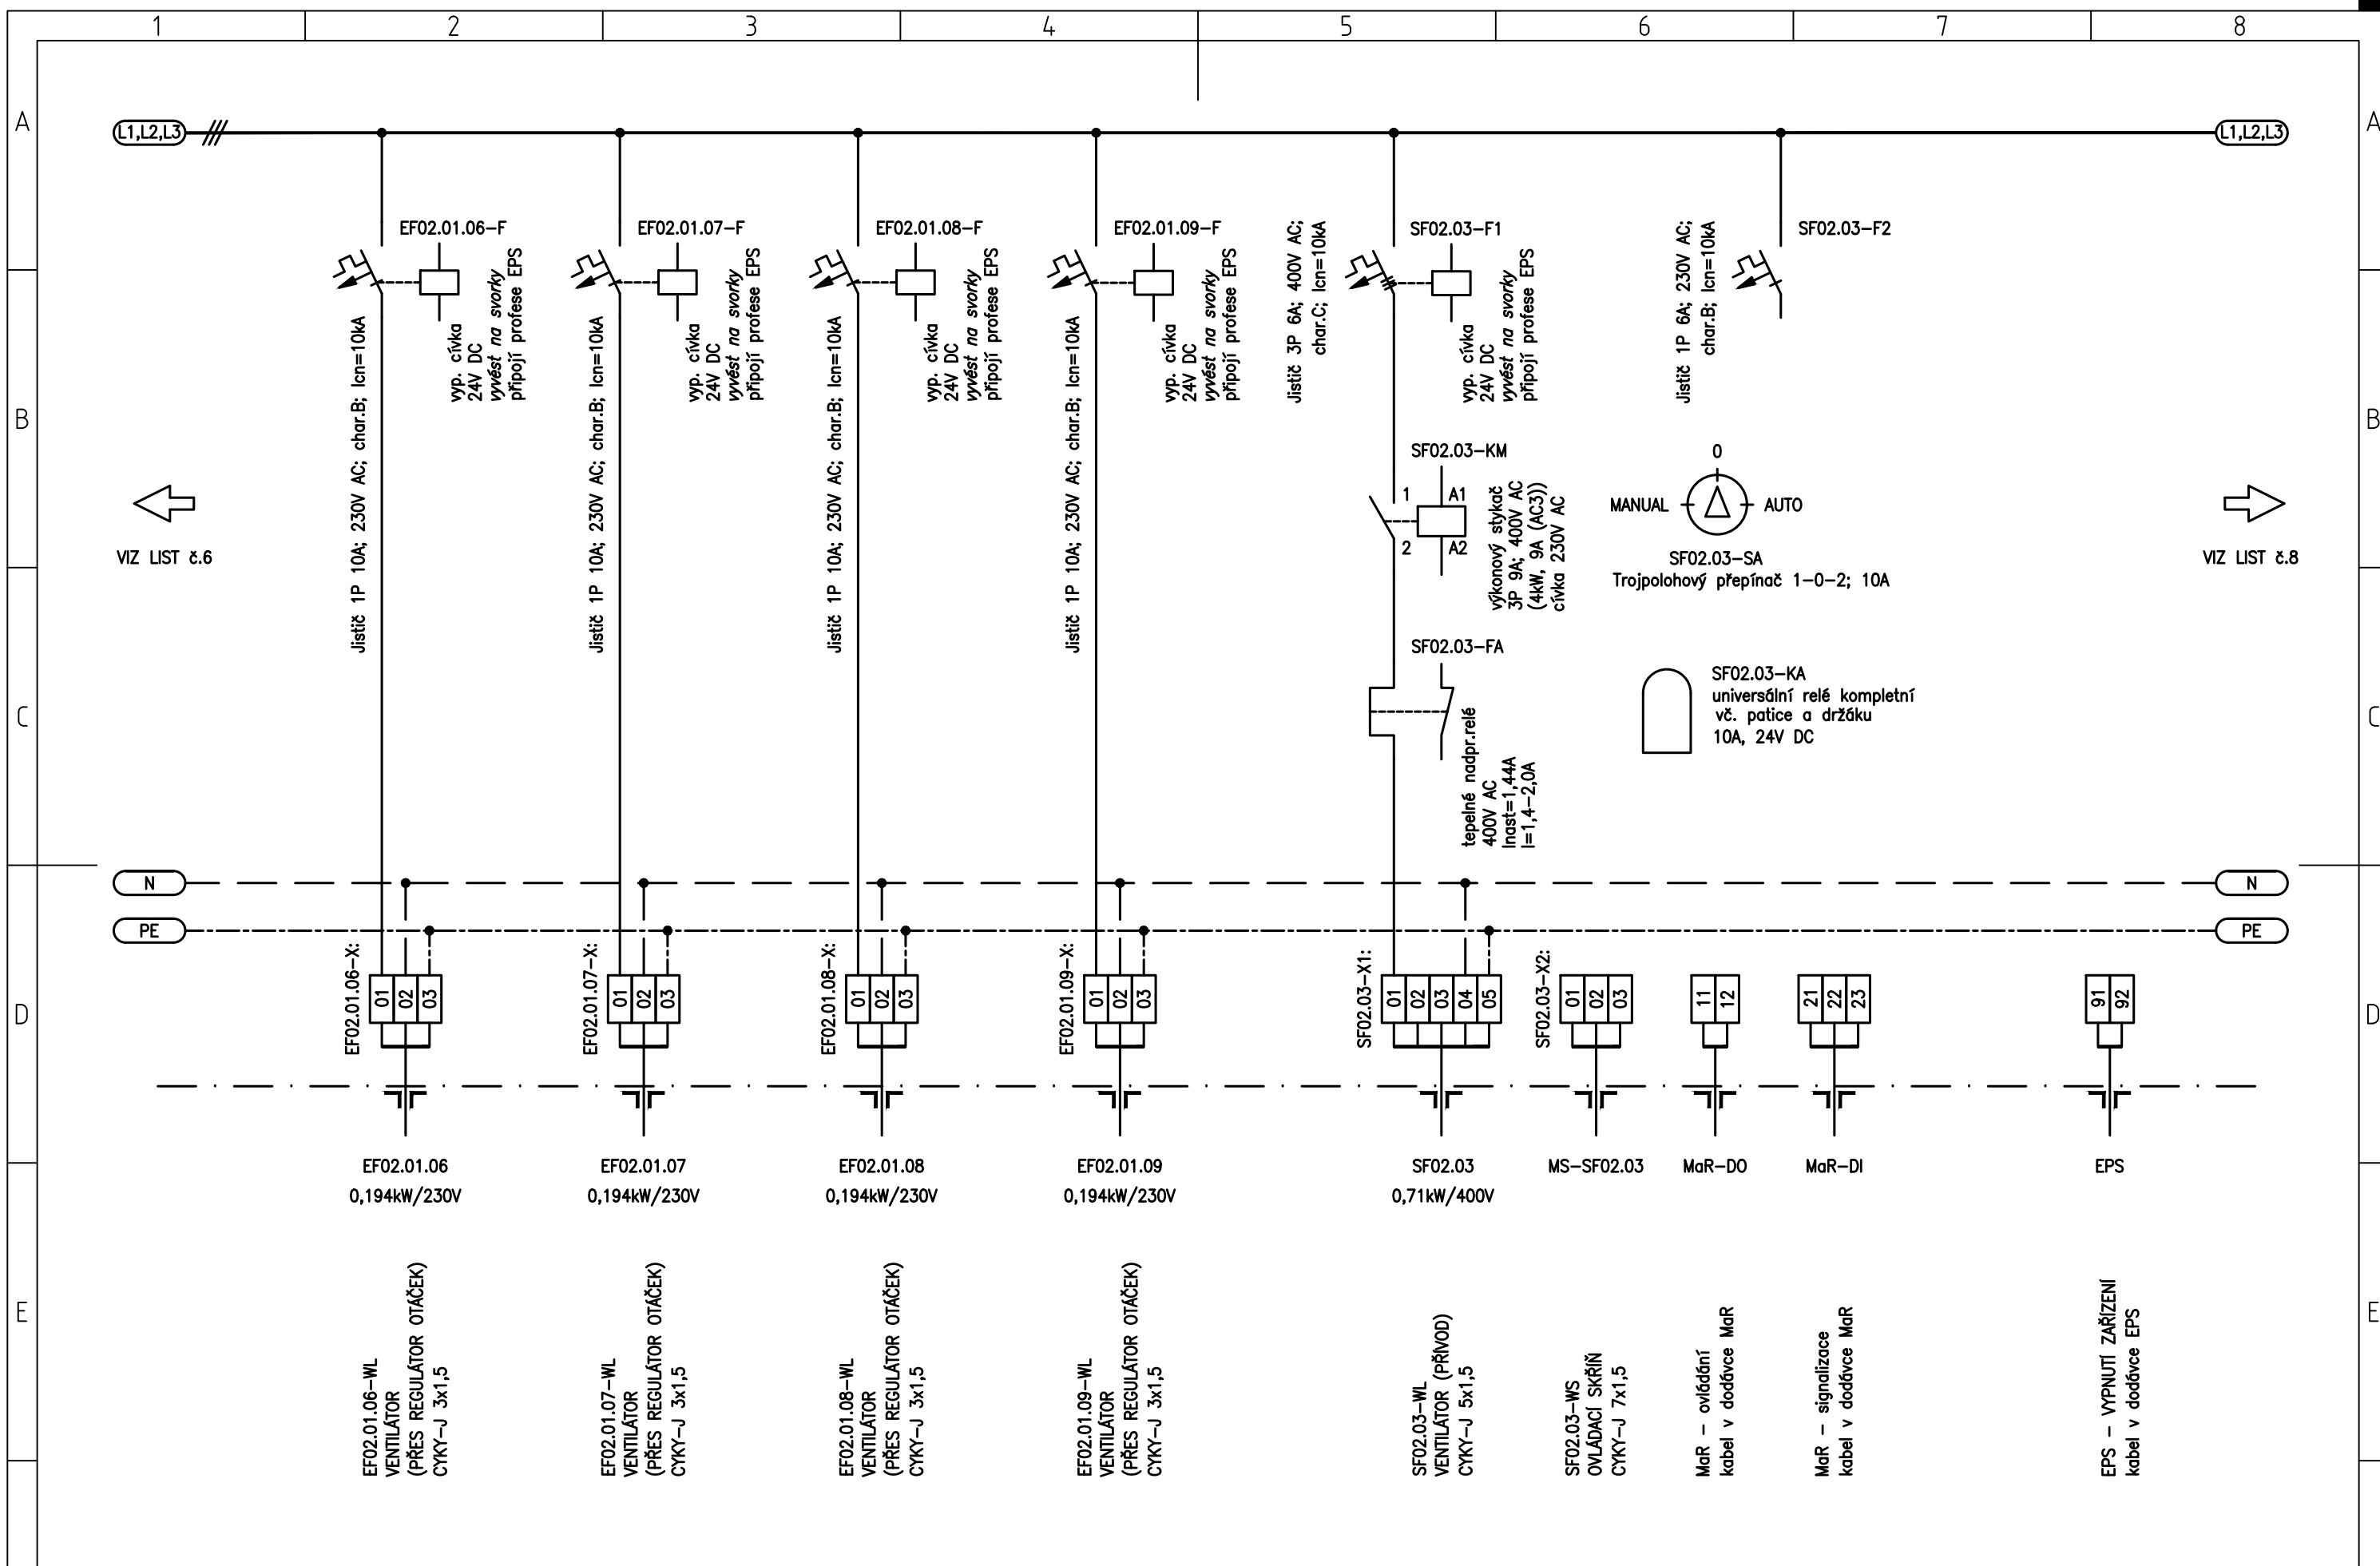 1
2
3
4
5
6
7
8
A
A
L1,L2,L3
L1,L2,L3
EF02.01.06-F
vyp. cívka
24V DC
vyvést na svorky
připojí profese EPS
Jistič 1P 10A; 230V AC; char.B; Icn=10kA
EF02.01.07-F
vyp. cívka
24V DC
vyvést na svorky
připojí profese EPS
Jistič 1P 10A; 230V AC; char.B; Icn=10kA
EF02.01.08-F
vyp. cívka
24V DC
vyvést na svorky
připojí profese EPS
Jistič 1P 10A; 230V AC; char.B; Icn=10kA
EF02.01.09-F
vyp. cívka
24V DC
vyvést na svorky
připojí profese EPS
Jistič 1P 10A; 230V AC; char.B; Icn=10kA
Jistič 3P 6A; 400V AC;
char.C; Icn=10kA
SF02.03-F1
vyp. cívka
24V DC
vyvést na svorky
připojí profese EPS
Jistič 1P 6A; 230V AC;
char.B; Icn=10kA
SF02.03-F2
B
B
SF02.03-KM
1
A1
2
A2
výkonový stykač
3P 9A; 400V AC
(4kW, 9A (AC3))
cívka 230V AC
0
MANUAL
AUTO
SF02.03-SA
Trojpolohový přepínač 1-0-2; 10A
VIZ LIST č.6
VIZ LIST č.8
SF02.03-FA
tepelné nadpr.relé
400V AC
Inast=1,44A
I=1,4-2,0A
SF02.03-KA
universální relé kompletní
vč. patice a držáku
10A, 24V DC
C
C
N
N
PE
PE
D
D
EF02.01.06-X:
01
02
03
EF02.01.07-X:
01
02
03
EF02.01.08-X:
01
02
03
EF02.01.09-X:
01
02
03
SF02.03-X1:
01
02
03
04
05
SF02.03-X2:
01
02
03
11
12
21
22
23
91
92
EF02.01.06
0,194kW/230V
EF02.01.07
0,194kW/230V
EF02.01.08
0,194kW/230V
EF02.01.09
0,194kW/230V
SF02.03
0,71kW/400V
MS-SF02.03
MaR-DO
MaR-DI
EPS
E
E
EF02.01.06-WL
VENTILÁTOR
(PŘES REGULÁTOR OTÁČEK)
CYKY-J 3x1,5
EF02.01.07-WL
VENTILÁTOR
(PŘES REGULÁTOR OTÁČEK)
CYKY-J 3x1,5
EF02.01.08-WL
VENTILÁTOR
(PŘES REGULÁTOR OTÁČEK)
CYKY-J 3x1,5
EF02.01.09-WL
VENTILÁTOR
(PŘES REGULÁTOR OTÁČEK)
CYKY-J 3x1,5
SF02.03-WL
VENTILÁTOR (PŘÍVOD)
CYKY-J 5x1,5
SF02.03-WS
OVLÁDACÍ SKŘÍŇ
CYKY-J 7x1,5
MaR - ovládání
kabel v dodávce MaR
MaR - signalizace
kabel v dodávce MaR
EPS - VYPNUTÍ ZAŘÍZENÍ
kabel v dodávce EPS